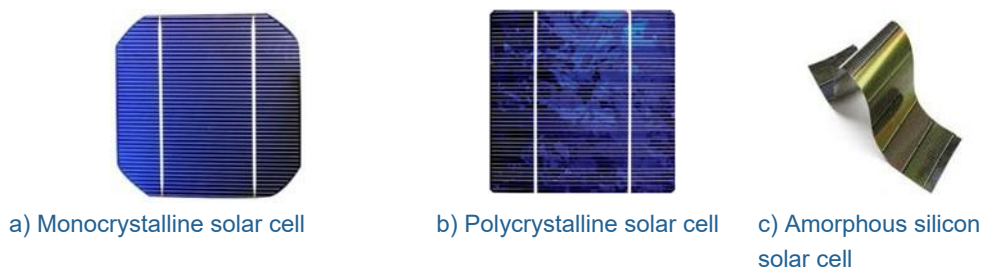 a) Monocrystalline solar cell
b) Polycrystalline solar cell
c) Amorphous silicon
solar cell